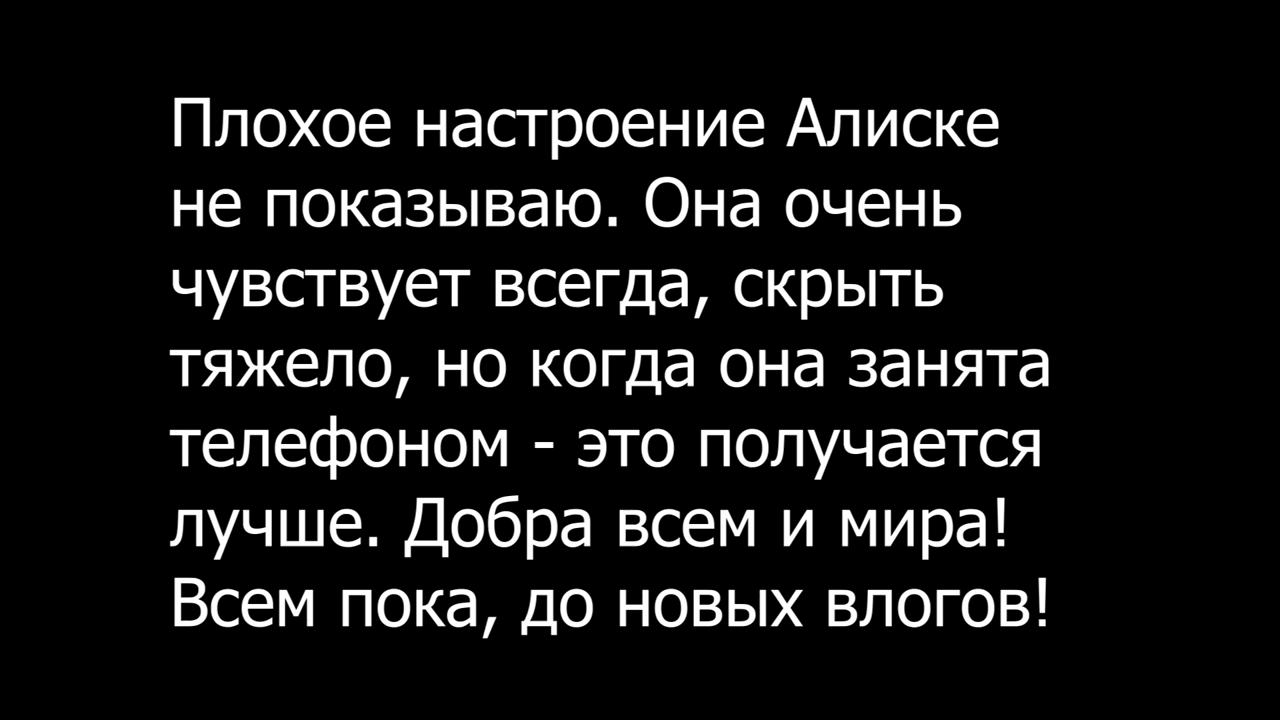 Плохое настроение Алиске
не показываю. Она очень
чувствует всегда, скрыть
тяжело, но когда она занята
телефоном - это получается
лучше. Добра всем и мира!
Всем пока, до новых влогов!